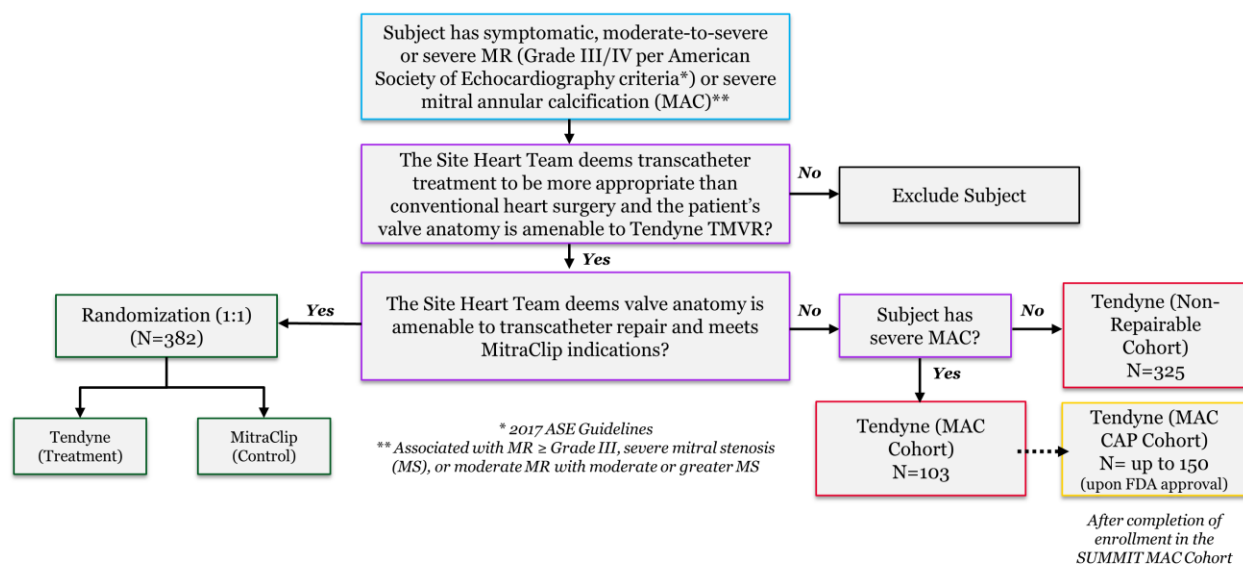 Subject has symptomatic, moderate-to-severe
or severe MR (Grade III/IV per American
Society of Echocardiography criteria*) or severe
mitral annular calcification (MAC)**
The Site Heart Team deems transcatheter
treatment to be more appropriate than
conventional heart surgery and the patient's
valve anatomy is amenable to Tendyne TMVR?
No
Exclude Subject
Yes
The Site Heart Team deems valve anatomy is
amenable to transcatheter repair and meets
MitraClip indications?
Yes
Randomization (1:1)
(N=382)
Tendyne
(Treatment)
MitraClip
(Control)
No
Subject has
severe MAC?
No
Tendyne (Non-
Repairable
Cohort)
N=325
Yes
Tendyne (MAC
Cohort)
N=103
Tendyne (MAC
CAP Cohort)
N= up to 150
(upon FDA approval)
After completion of
enrollment in the
SUMMIT MAC Cohort
* 2017 ASE Guidelines
** Associated with MR ≥ Grade III, severe mitral stenosis
(MS), or moderate MR with moderate or greater MS